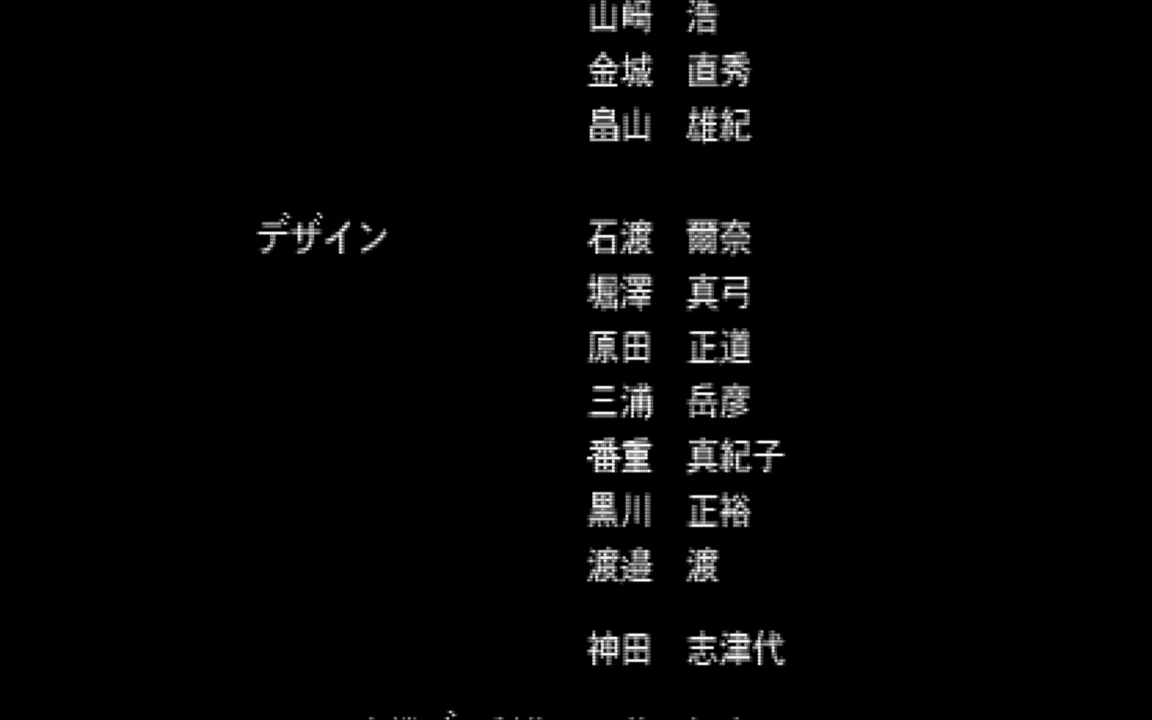 山﨑　浩
金城　直秀
畠山　雄紀
デザイン　石渡　爾奈
堀澤　真弓
原田　正道
三浦　岳彦
番重　真紀子
黒川　正裕
渡邉　渡
神田　志津代